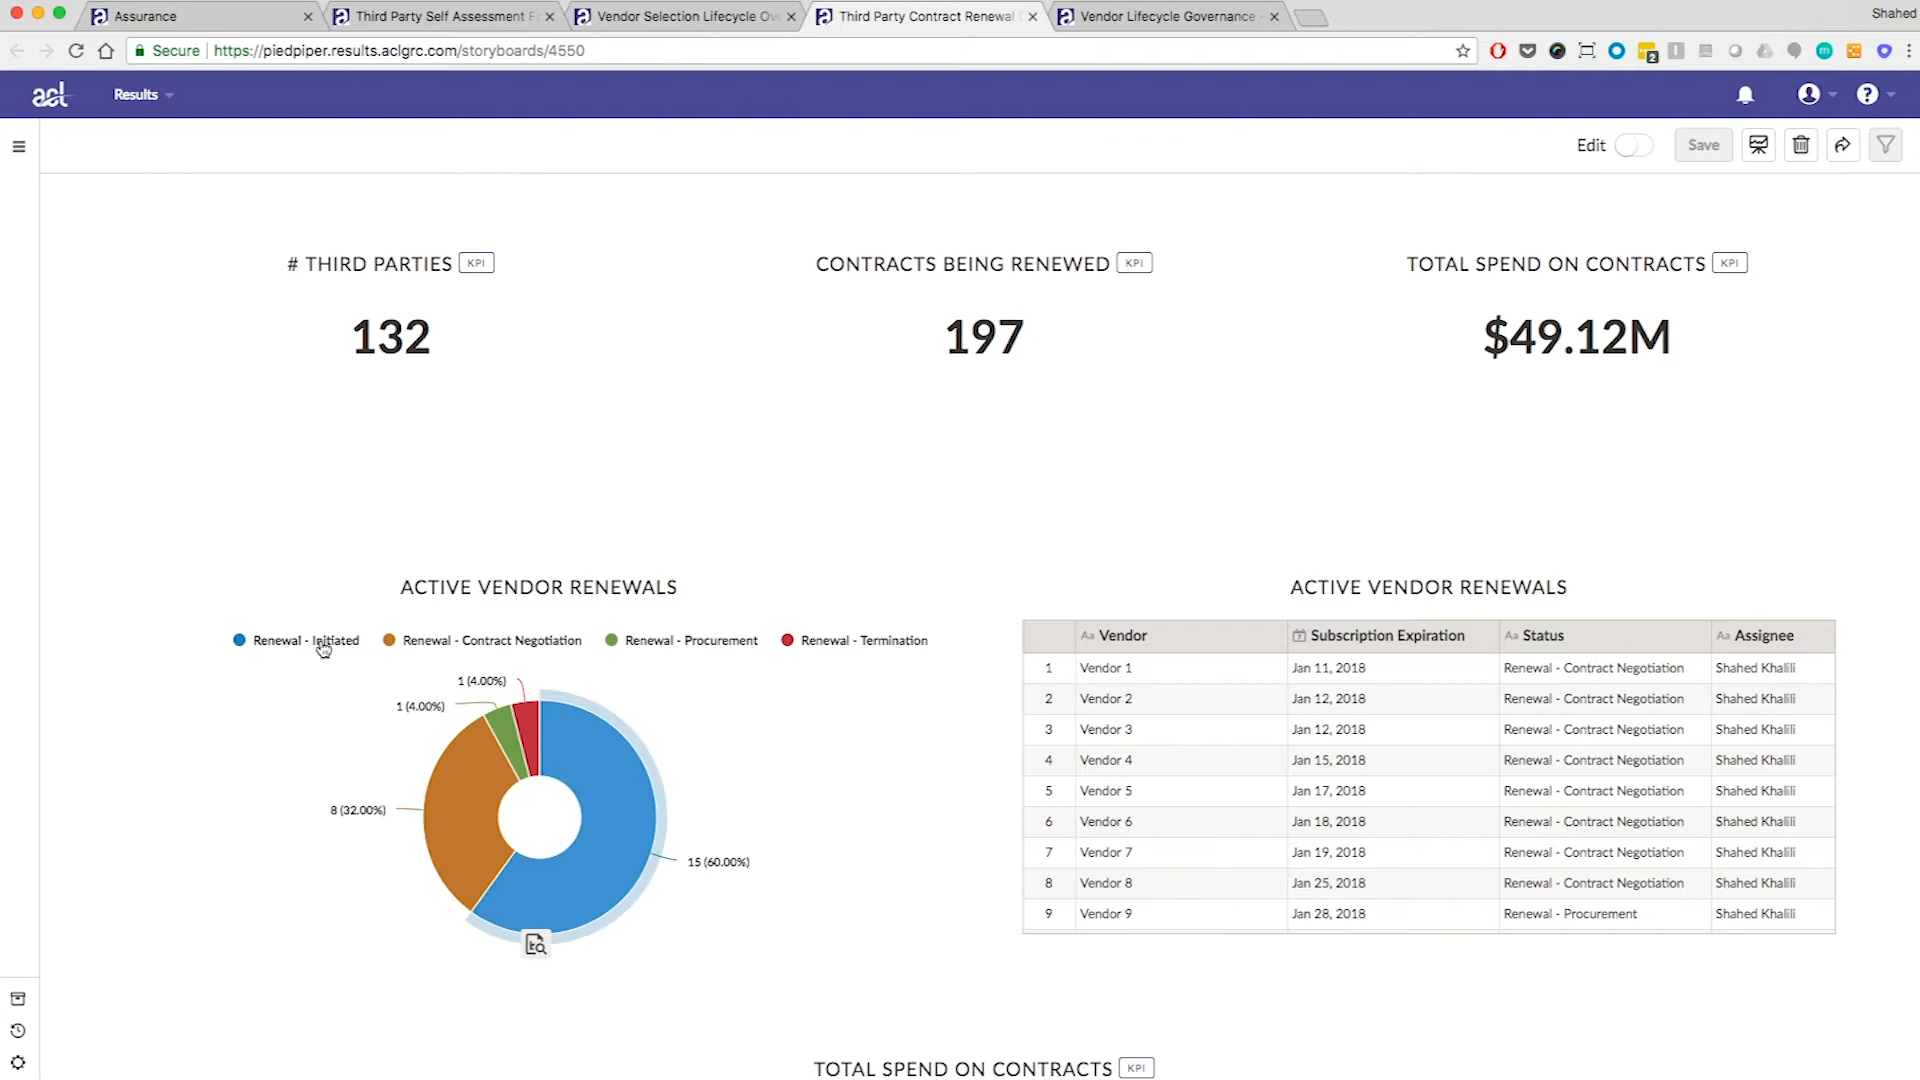 Assurance
Third Party Self Assessment Fo
Vendor Selection Lifecycle Ove
Third Party Contract Renewal
Vendor Lifecycle Governance
Shahed
Secure
https://piedpiper.results.aclgrc.com/storyboards/4550
acl
Results
Edit
Save
# THIRD PARTIES KPI
132
CONTRACTS BEING RENEWED KPI
197
TOTAL SPEND ON CONTRACTS KPI
$49.12M
ACTIVE VENDOR RENEWALS
Renewal - Initiated
Renewal - Contract Negotiation
Renewal - Procurement
Renewal - Termination
1 (4.00%)
1 (4.00%)
8 (32.00%)
15 (60.00%)
ACTIVE VENDOR RENEWALS
Aa Vendor Subscription Expiration Aa Status Aa Assignee
1 Vendor 1 Jan 11, 2018 Renewal - Contract Negotiation Shahed Khalili
2 Vendor 2 Jan 12, 2018 Renewal - Contract Negotiation Shahed Khalili
3 Vendor 3 Jan 12, 2018 Renewal - Contract Negotiation Shahed Khalili
4 Vendor 4 Jan 15, 2018 Renewal - Contract Negotiation Shahed Khalili
5 Vendor 5 Jan 17, 2018 Renewal - Contract Negotiation Shahed Khalili
6 Vendor 6 Jan 18, 2018 Renewal - Contract Negotiation Shahed Khalili
7 Vendor 7 Jan 19, 2018 Renewal - Contract Negotiation Shahed Khalili
8 Vendor 8 Jan 25, 2018 Renewal - Contract Negotiation Shahed Khalili
9 Vendor 9 Jan 28, 2018 Renewal - Procurement Shahed Khalili
TOTAL SPEND ON CONTRACTS KPI